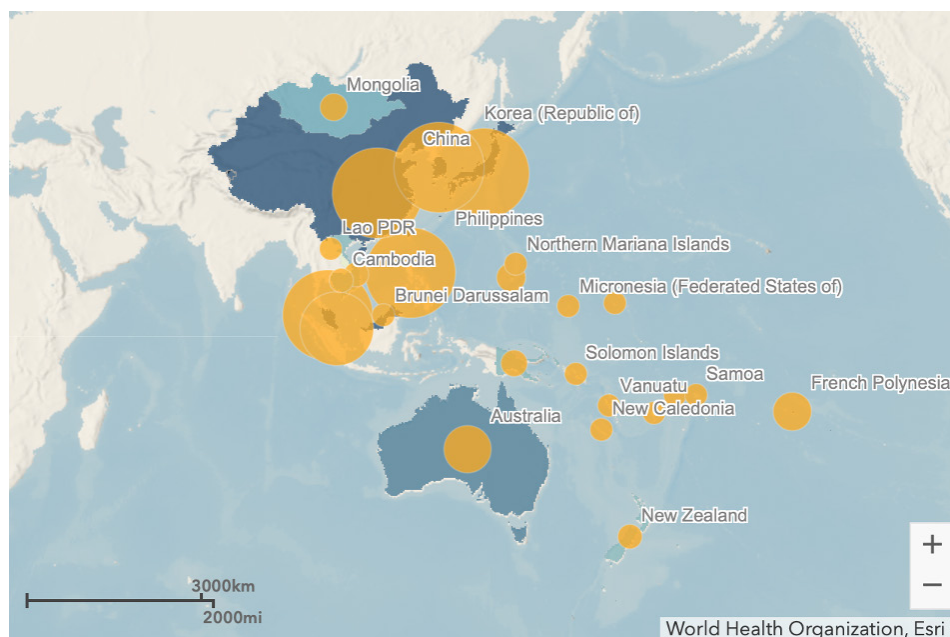 Mongolia
Korea (Republic of)
China
Philippines
Lao PDR
Northern Mariana Islands
Cambodia
Micronesia (Federated States of)
Brunei Darussalam
Solomon Islands
Samoa
French Polynesia
Vanuatu
New Caledonia
Australia
New Zealand
+
−
3000km
2000mi
World Health Organization, Esri